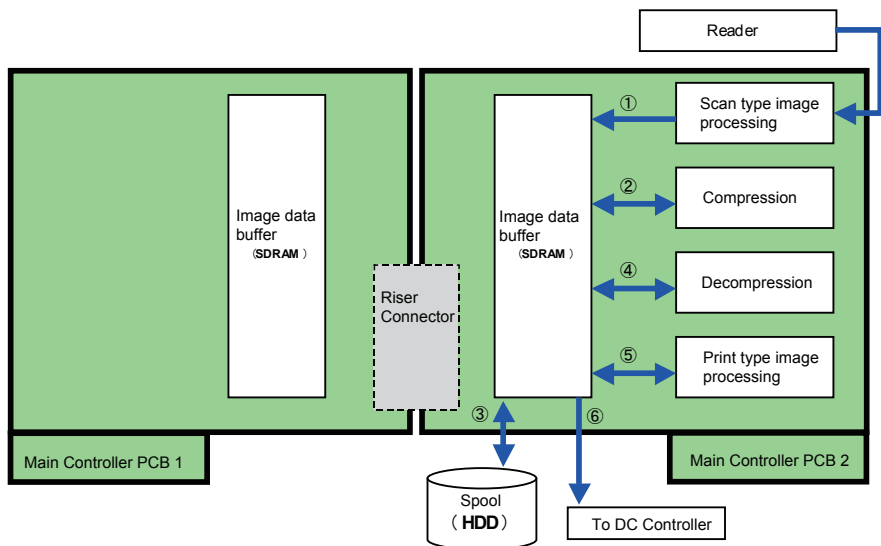 Reader
Scan type image
processing
①
Image data
buffer
（SDRAM ）
Image data
buffer
（SDRAM ）
②
Compression
Riser
Connector
④
Decompression
⑤
Print type image
processing
③
⑥
Main Controller PCB 1
Main Controller PCB 2
Spool
（ HDD ）
To DC Controller